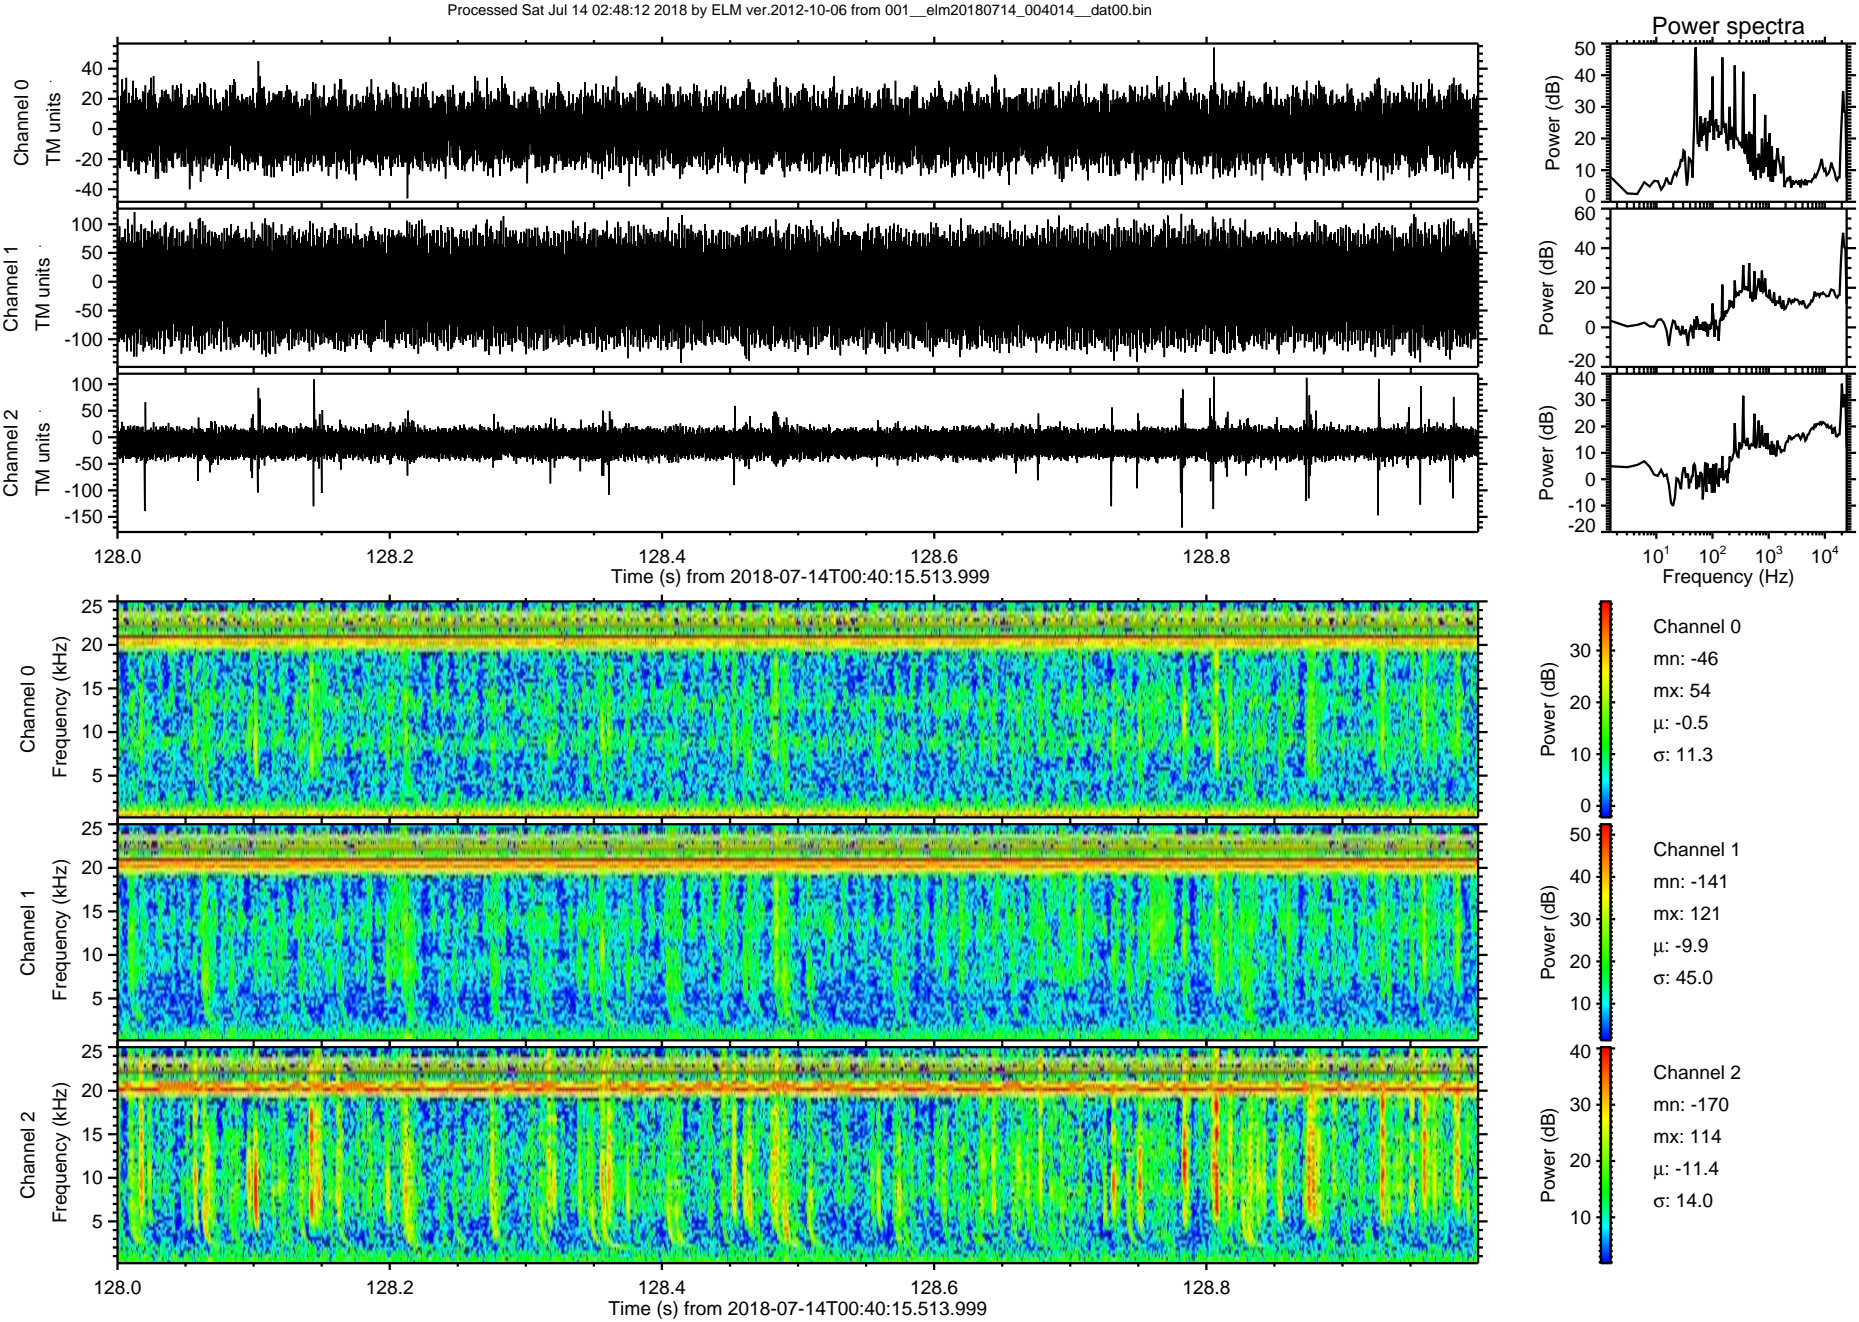 Processed Sat Jul 14 02:48:12 2018 by ELM ver.2012-10-06 from 001__elm20180714_004014__dat00.bin
Power spectra
Channel 0
TM units
40
20
0
-20
-40
Power (dB)
50
40
30
20
10
0
Channel 1
TM units
100
50
0
-50
-100
Power (dB)
60
40
20
0
-20
Channel 2
TM units
100
50
0
-50
-100
-150
Power (dB)
40
30
20
10
0
-10
-20
128.0 128.2 128.4 128.6 128.8
Time (s) from 2018-07-14T00:40:15.513.999
10^1 10^2 10^3 10^4
Frequency (Hz)
Channel 0
Frequency (kHz)
25
20
15
10
5
Power (dB)
30
20
10
0
Channel 0
mn: -46
mx: 54
μ: -0.5
σ: 11.3
Channel 1
Frequency (kHz)
25
20
15
10
5
Power (dB)
50
40
30
20
10
Channel 1
mn: -141
mx: 121
μ: -9.9
σ: 45.0
Channel 2
Frequency (kHz)
25
20
15
10
5
Power (dB)
40
30
20
10
Channel 2
mn: -170
mx: 114
μ: -11.4
σ: 14.0
128.0 128.2 128.4 128.6 128.8
Time (s) from 2018-07-14T00:40:15.513.999